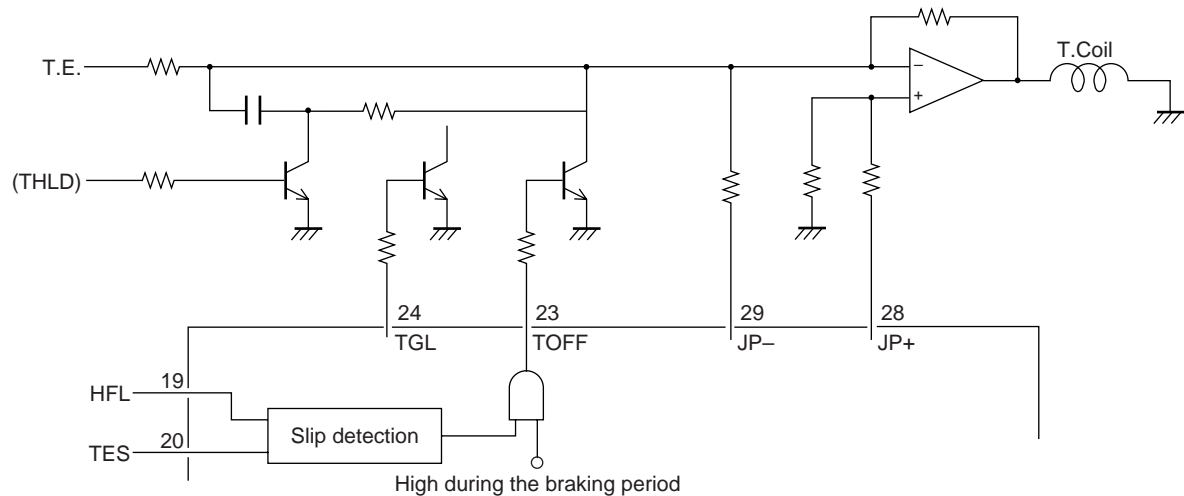 T.Coil
T.E.
−
+
(THLD)
24
23
29
28
TGL
TOFF
JP–
JP+
HFL
19
Slip detection
TES
20
High during the braking period